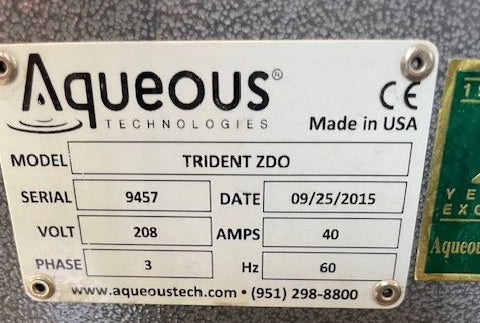 Aqueous®
TECHNOLOGIES
CE
Made in USA
MODEL TRIDENT ZDO
SERIAL 9457 DATE 09/25/2015
VOLT 208 AMPS 40
PHASE 3 Hz 60
www.aqueoustech.com • (951) 298-8800